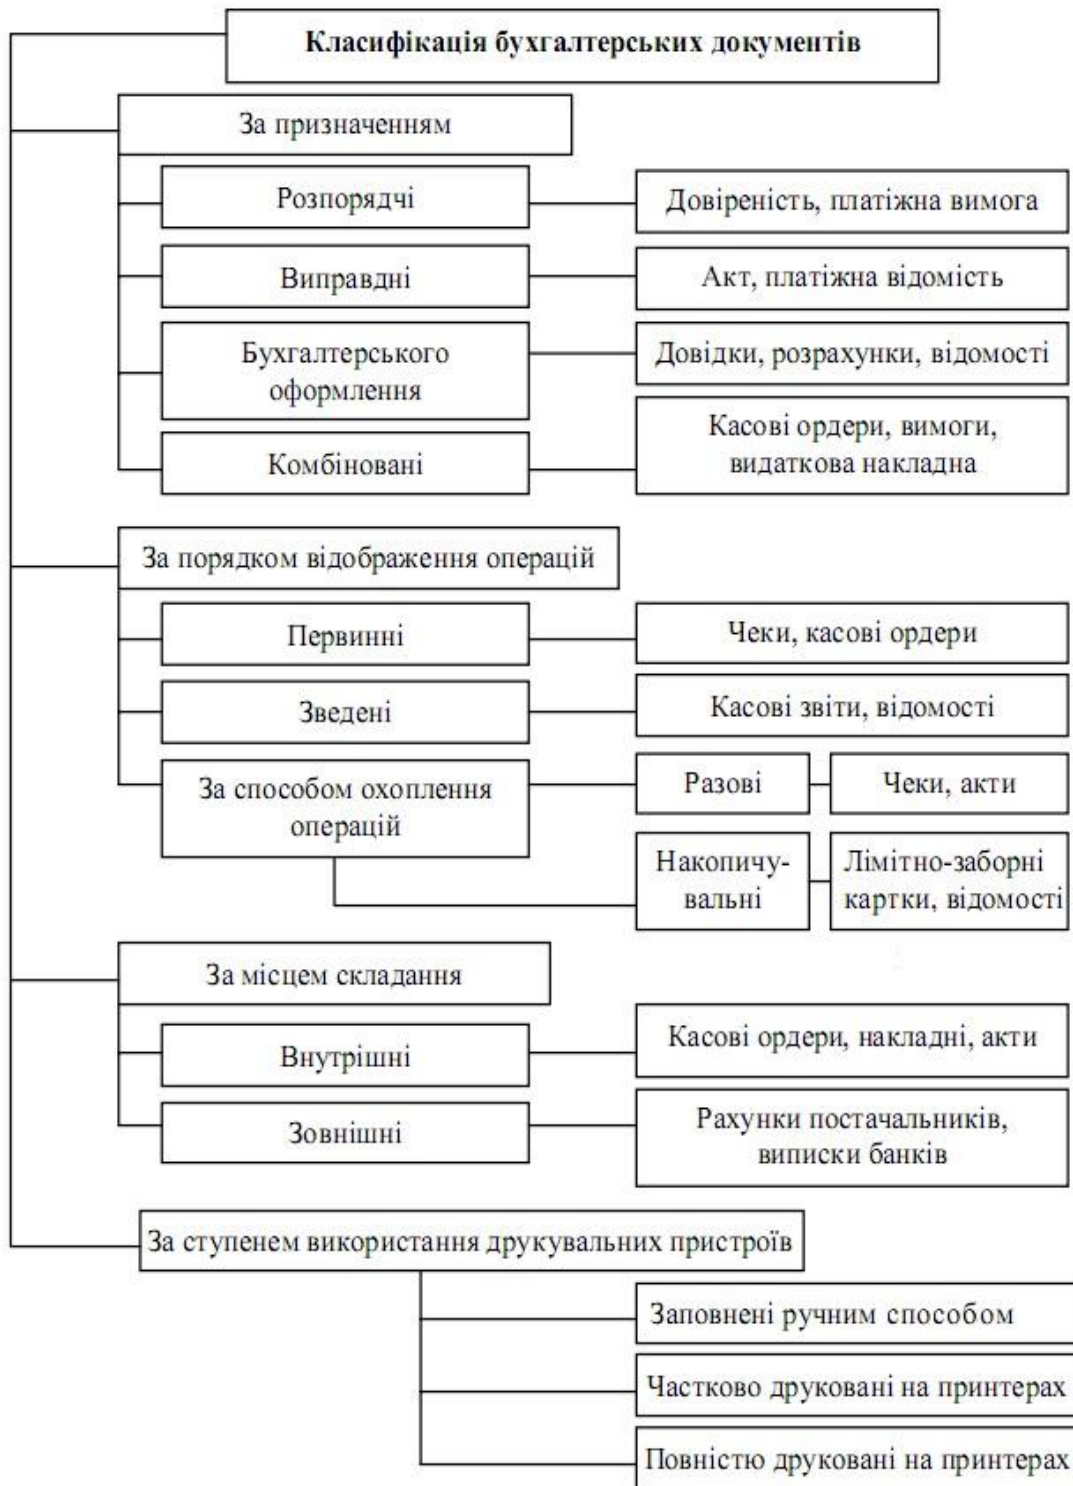 Класифікація бухгалтерських документів
За призначенням
Розпорядчі
Довіреність, платіжна вимога
Виправдні
Акт, платіжна відомість
Бухгалтерського
оформлення
Довідки, розрахунки, відомості
Комбіновані
Касові ордери, вимоги,
видаткова накладна
За порядком відображення операцій
Первинні
Чеки, касові ордери
Зведені
Касові звіти, відомості
За способом охоплення
операцій
Разові
Чеки, акти
Накопичу-
вальні
Лімітно-заборні
картки, відомості
За місцем складання
Внутрішні
Касові ордери, накладні, акти
Зовнішні
Рахунки постачальників,
виписки банків
За ступенем використання друкувальних пристроїв
Заповнені ручним способом
Частково друковані на принтерах
Повністю друковані на принтерах